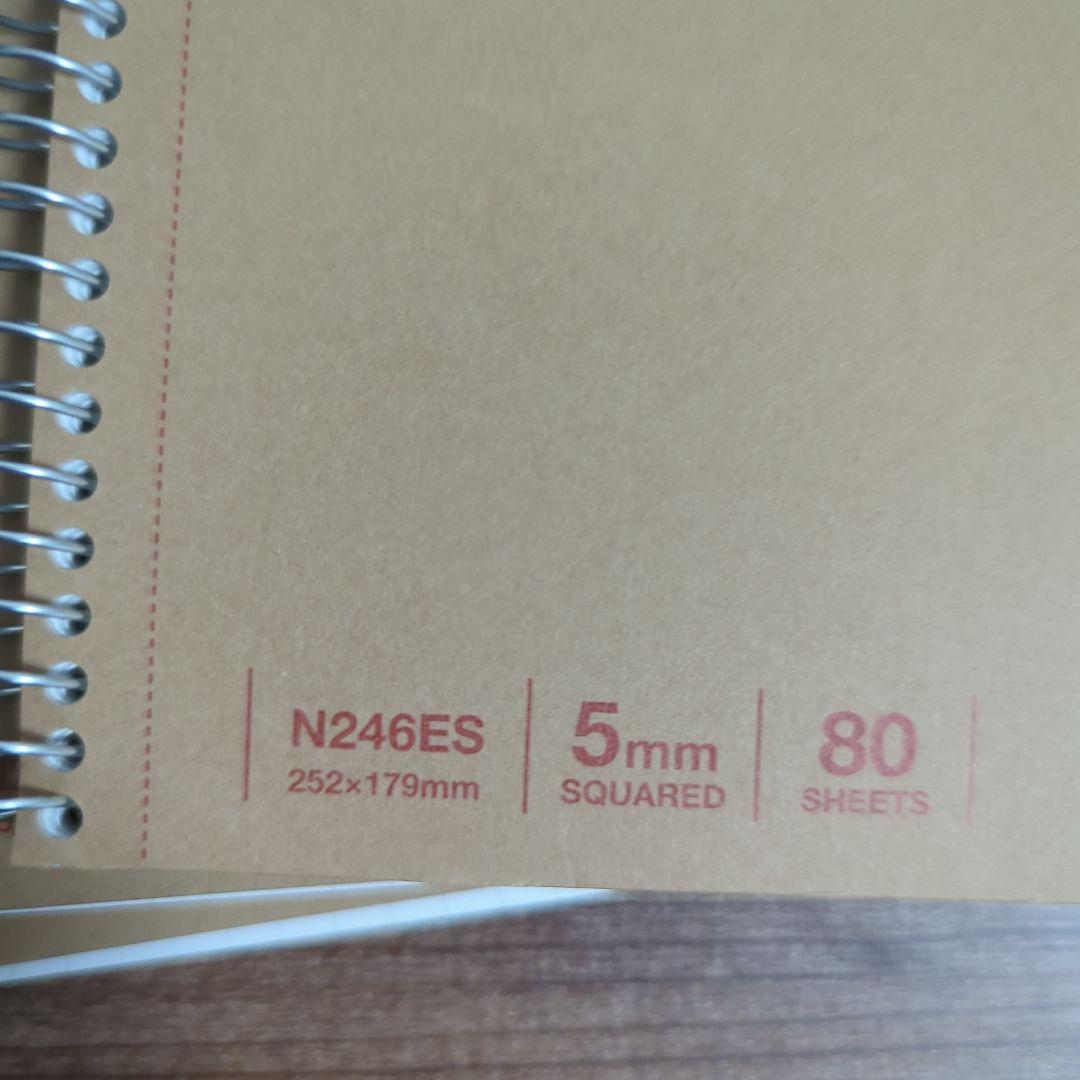 N246ES
252×179mm
5mm
SQUARED
80
SHEETS